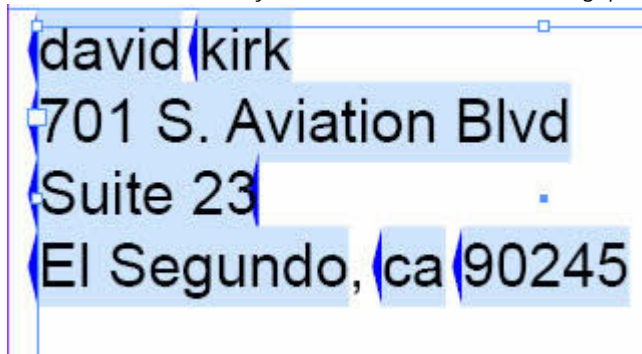 david kirk
701 S. Aviation Blvd
Suite 23
El Segundo, ca 90245